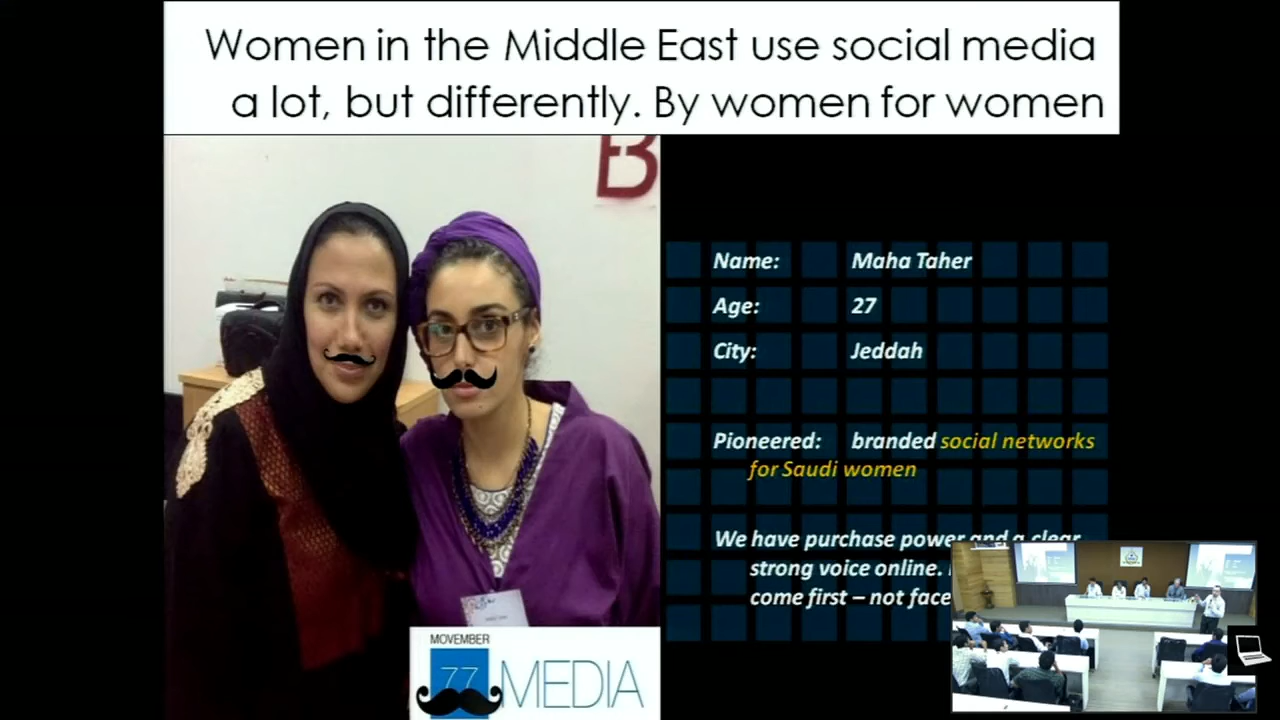 Women in the Middle East use social media
a lot, but differently. By women for women
B
Name: Maha Taher
Age: 27
City: Jeddah
Pioneered: branded social networks
for Saudi women
We have purchase power and a clear
strong voice online.
come first – not face
MOVEMBER
77 MEDIA